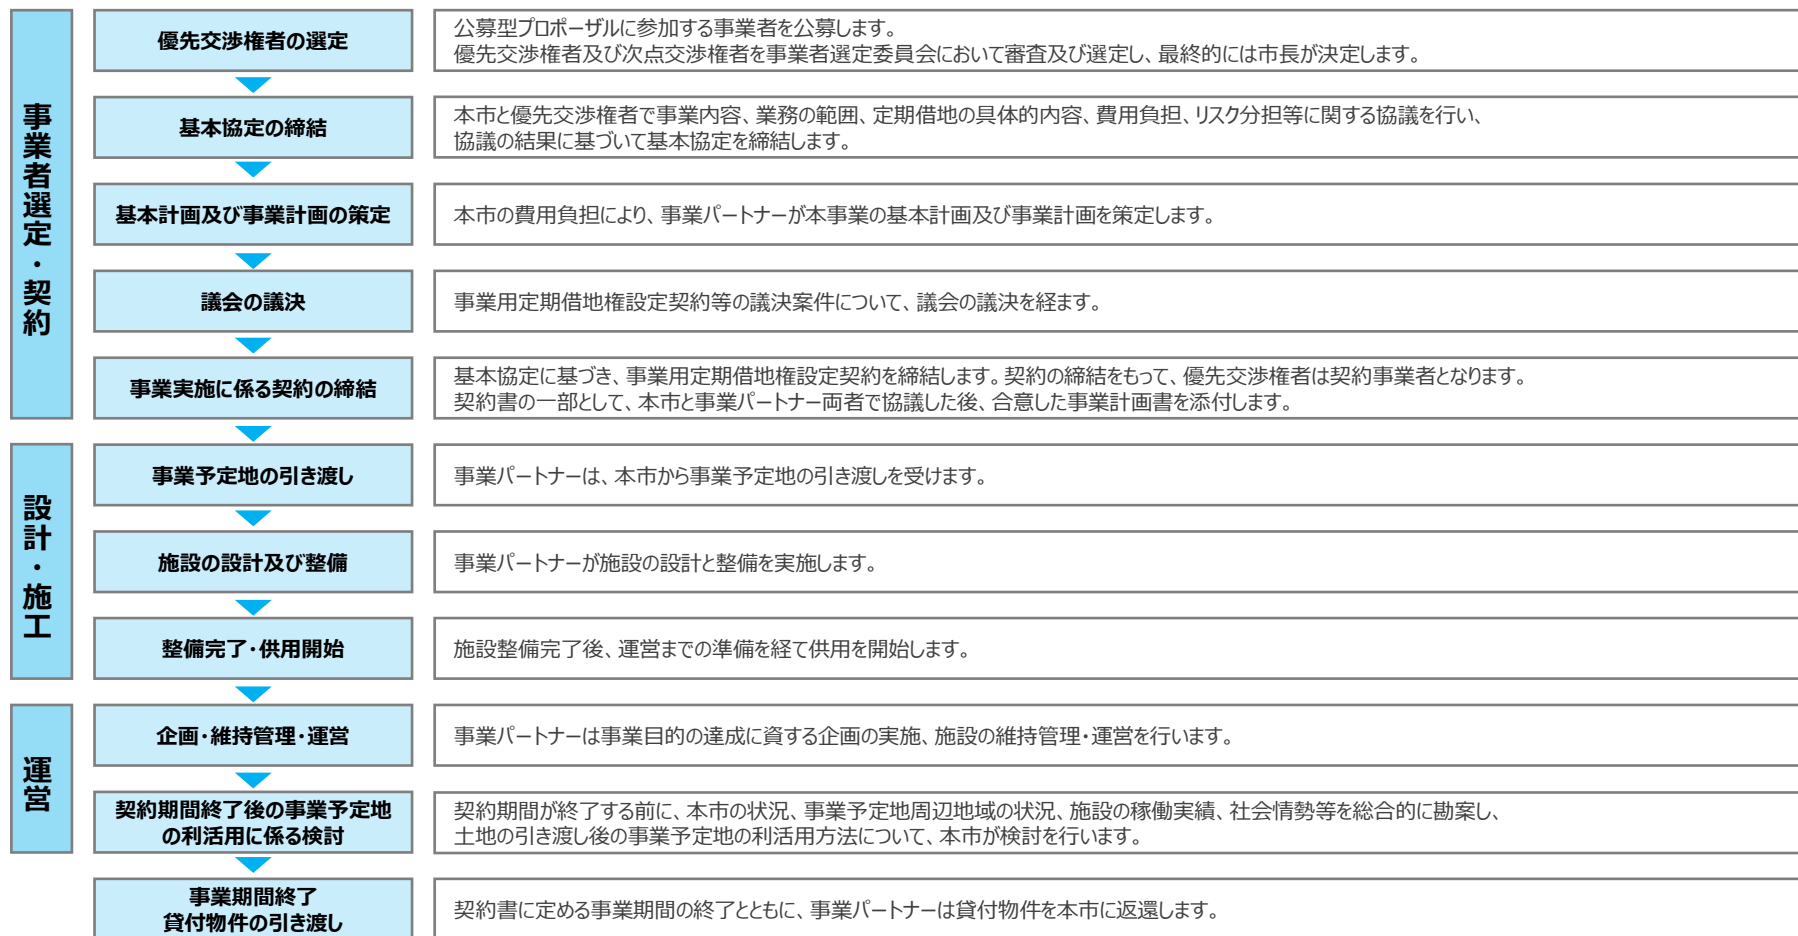 事業者選定・契約
優先交渉権者の選定
公募型プロポーザルに参加する事業者を公募します。
優先交渉権者及び次点交渉権者を事業者選定委員会において審査及び選定し、最終的には市長が決定します。
基本協定の締結
本市と優先交渉権者で事業内容、業務の範囲、定期借地の具体的内容、費用負担、リスク分担等に関する協議を行い、
協議の結果に基づいて基本協定を締結します。
基本計画及び事業計画の策定
本市の費用負担により、事業パートナーが本事業の基本計画及び事業計画を策定します。
議会の議決
事業用定期借地権設定契約等の議決案件について、議会の議決を経ます。
事業実施に係る契約の締結
基本協定に基づき、事業用定期借地権設定契約を締結します。契約の締結をもって、優先交渉権者は契約事業者となります。
契約書の一部として、本市と事業パートナー両者で協議した後、合意した事業計画書を添付します。
設計・施工
事業予定地の引き渡し
事業パートナーは、本市から事業予定地の引き渡しを受けます。
施設の設計及び整備
事業パートナーが施設の設計と整備を実施します。
整備完了・供用開始
施設整備完了後、運営までの準備を経て供用を開始します。
運営
企画・維持管理・運営
事業パートナーは事業目的の達成に資する企画の実施、施設の維持管理・運営を行います。
契約期間終了後の事業予定地
の利活用に係る検討
契約期間が終了する前に、本市の状況、事業予定地周辺地域の状況、施設の稼働実績、社会情勢等を総合的に勘案し、
土地の引き渡し後の事業予定地の利活用方法について、本市が検討を行います。
事業期間終了
貸付物件の引き渡し
契約書に定める事業期間の終了とともに、事業パートナーは貸付物件を本市に返還します。